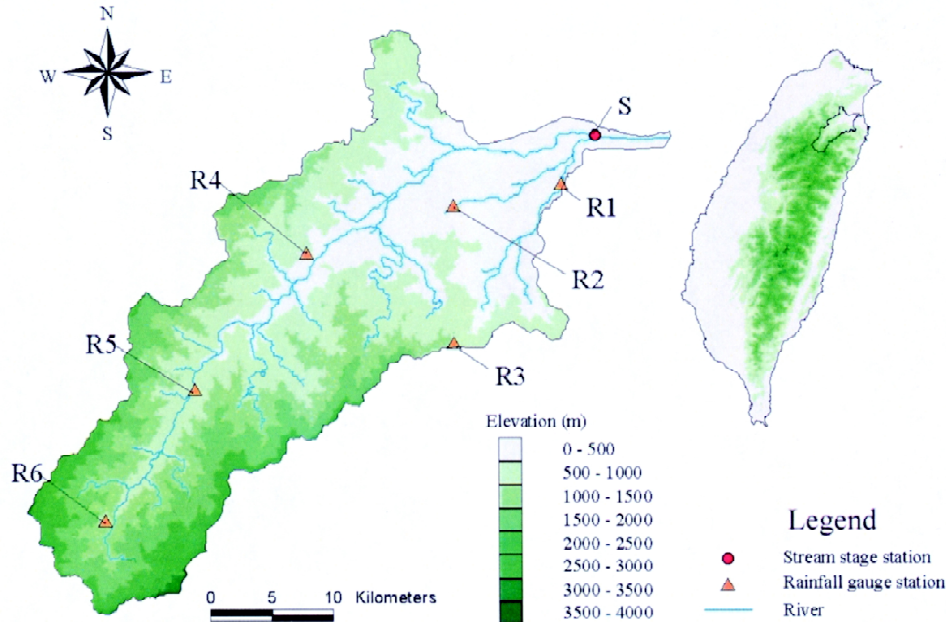 N
W E
S
S
R4
R1
R2
R5
R3
R6
Elevation (m)
0 - 500
500 - 1000
1000 - 1500
1500 - 2000
2000 - 2500
2500 - 3000
3000 - 3500
3500 - 4000
0 5 10 Kilometers
Legend
Stream stage station
Rainfall gauge station
River